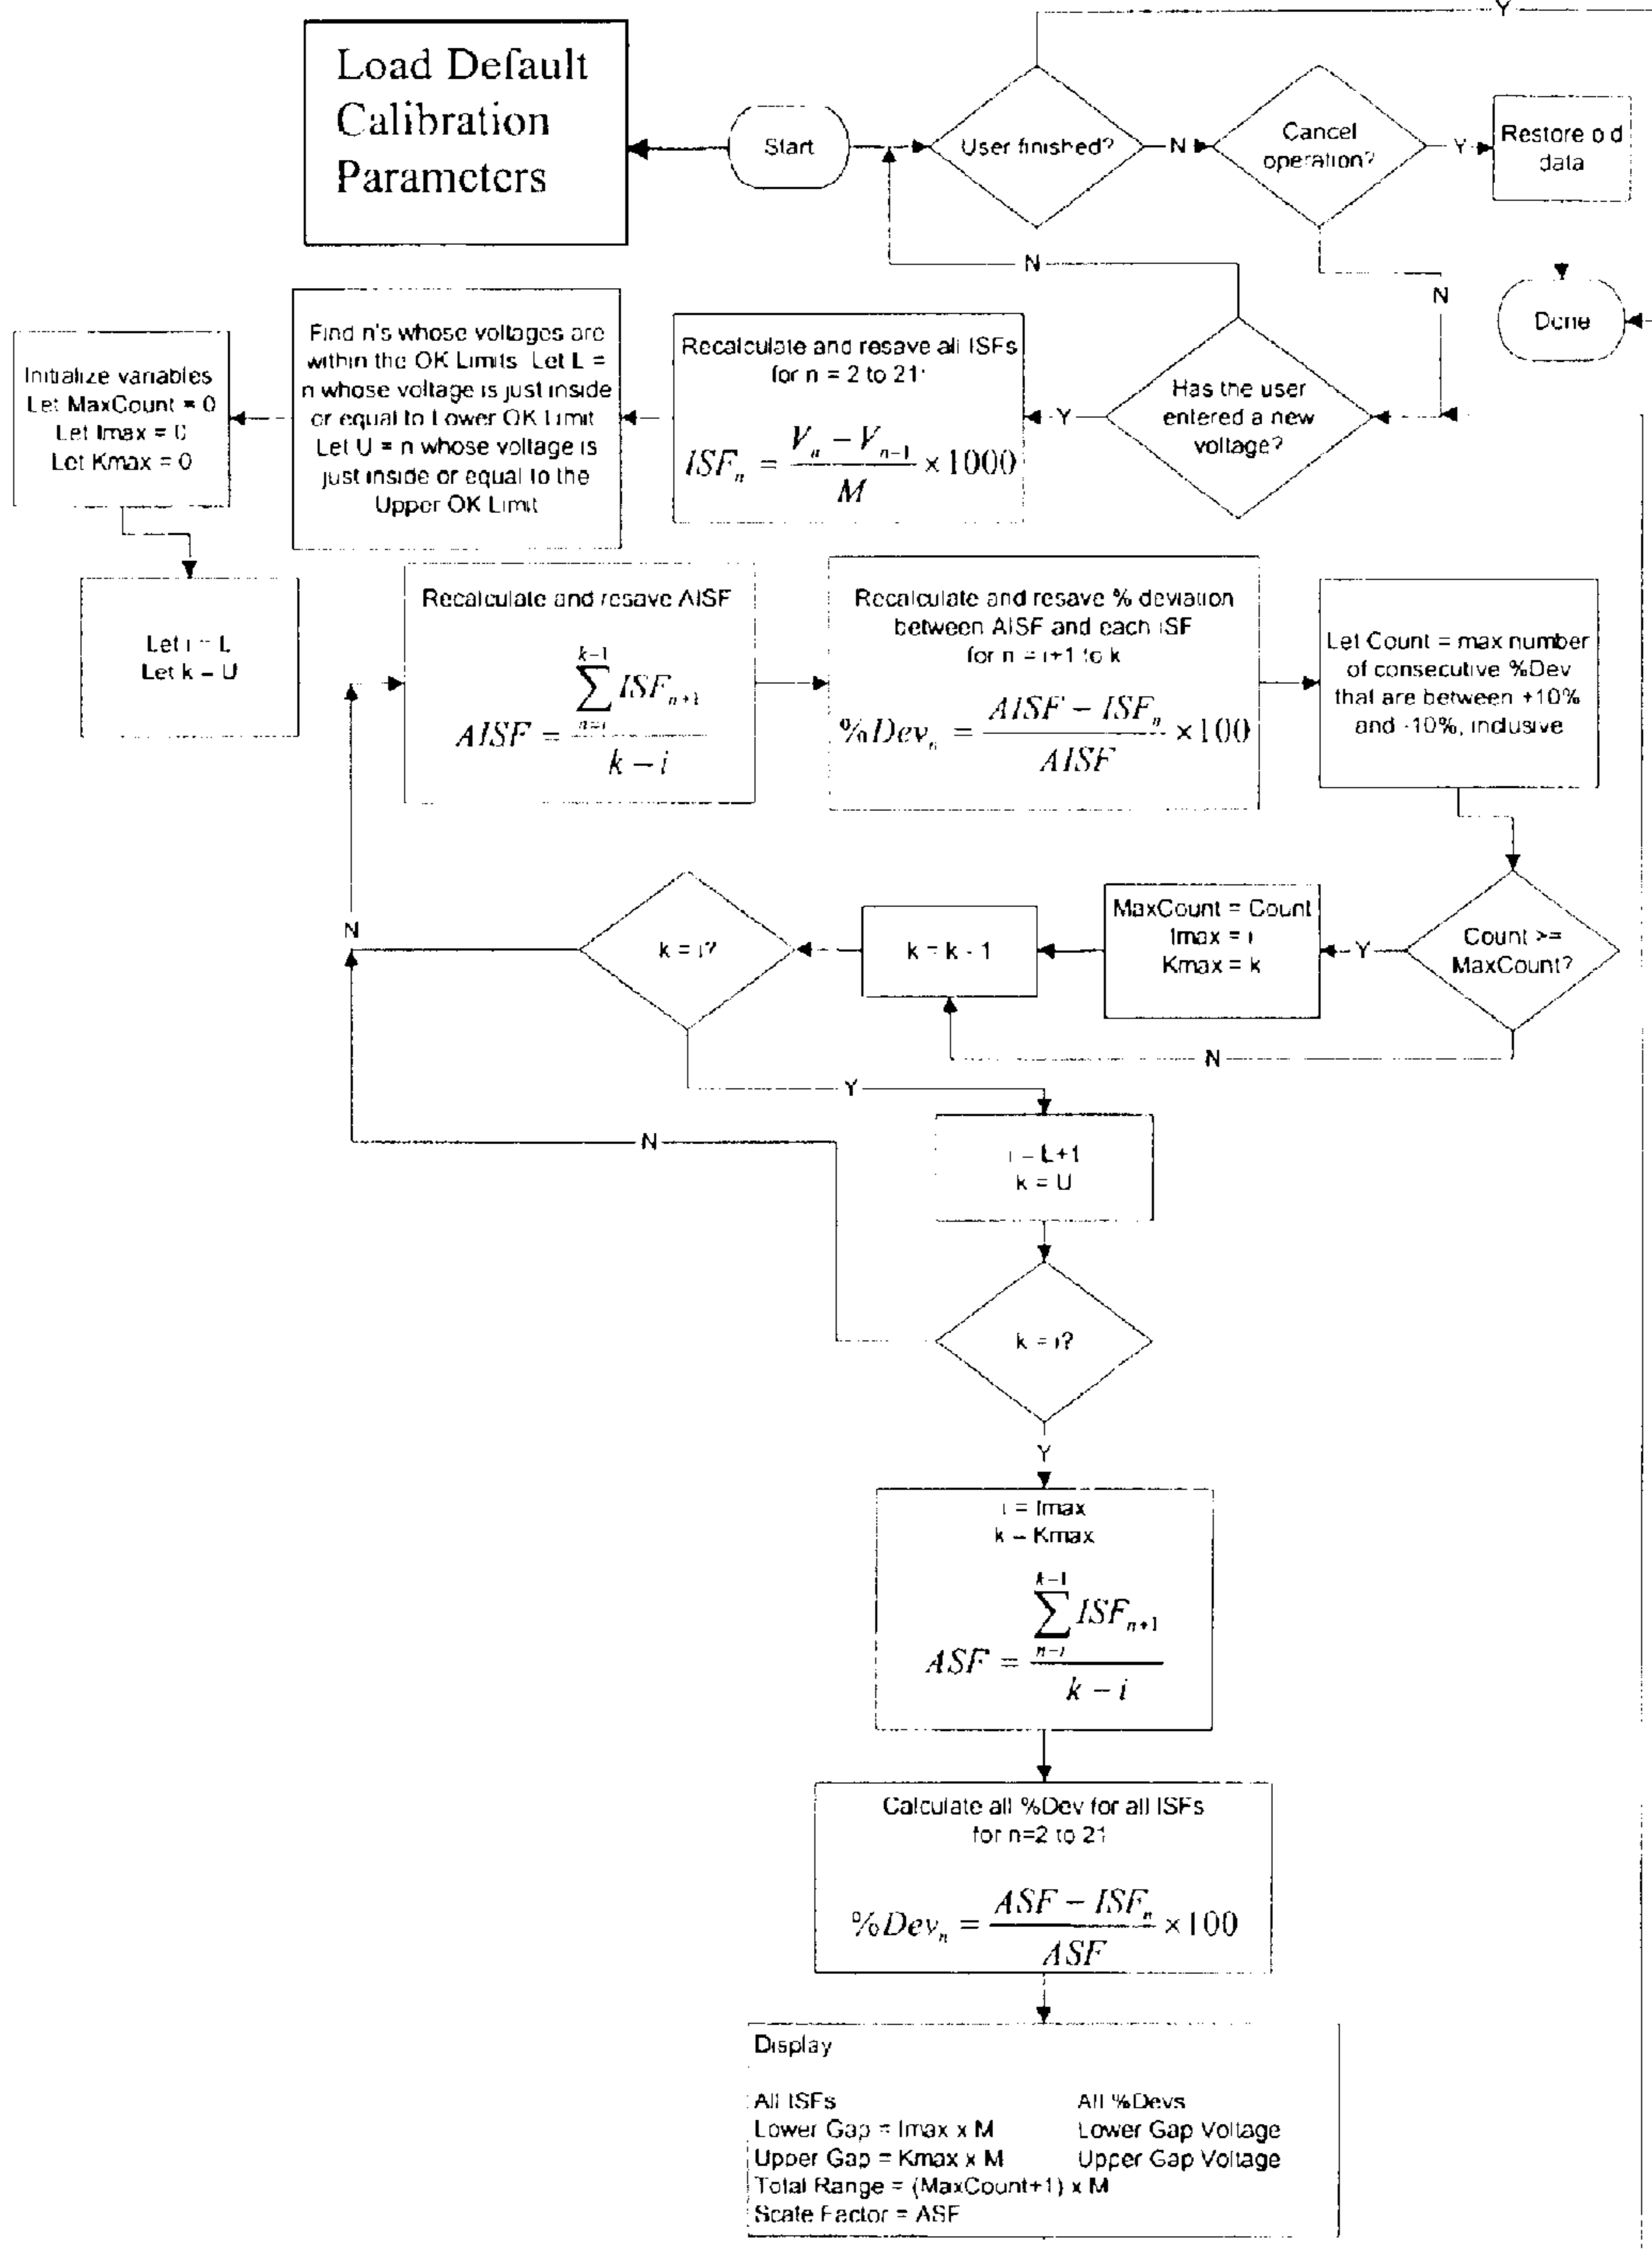 Load Default
Calibration
Parameters
Start
User finished?
Y
N
Cancel
operation?
Y
Restore o d
data
N
N
Done
Initialize variables
Let MaxCount = 0
Let Imax = 0
Let Kmax = 0
Find n's whose voltages are
within the OK Limits Let L =
n whose voltage is just inside
or equal to Lower OK Limit
Let U = n whose voltage is
just inside or equal to the
Upper OK Limit
Recalculate and resave all ISFs
for n = 2 to 21:
ISF_n = (V_n - V_{n-1}) / M × 1000
Y
Has the user
entered a new
voltage?
Let i = L
Let k = U
Recalculate and resave AISF
AISF = \sum_{n=i}^{k-1} ISF_{n+1} / (k - i)
Recalculate and resave % deviation
between AISF and each ISF
for n = i+1 to k
%Dev_n = (AISF - ISF_n) / AISF × 100
Let Count = max number
of consecutive %Dev
that are between +10%
and -10%, inclusive
N
k = i?
k = k - 1
MaxCount = Count
Imax = i
Kmax = k
Y
Count >=
MaxCount?
N
Y
N
i = L+1
k = U
k = i?
Y
i = Imax
k = Kmax
ASF = \sum_{n=i}^{k-1} ISF_{n+1} / (k - i)
Calculate all %Dev for all ISFs
for n=2 to 21
%Dev_n = (ASF - ISF_n) / ASF × 100
Display
All ISFs All %Devs
Lower Gap = Imax x M Lower Gap Voltage
Upper Gap = Kmax x M Upper Gap Voltage
Total Range = (MaxCount+1) x M
Scale Factor = ASF